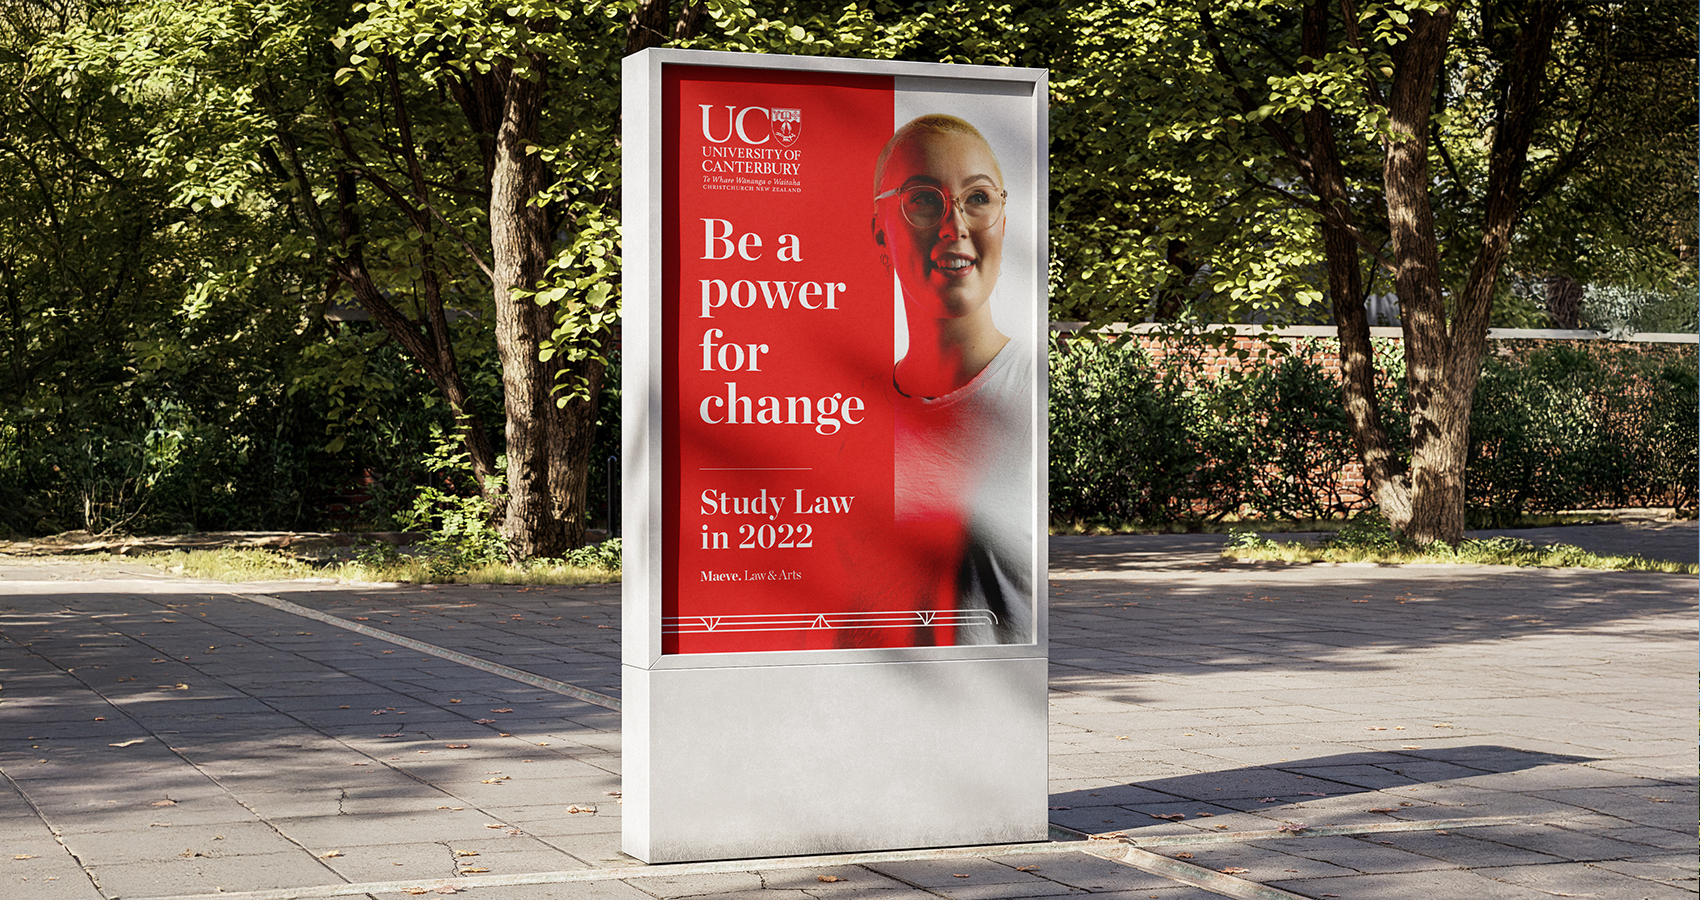 UC
UNIVERSITY OF
CANTERBURY
Te Whare Wānanga o Waitaha
CHRISTCHURCH NEW ZEALAND
Be a
power
for
change
Study Law
in 2022
Maeve. Law & Arts